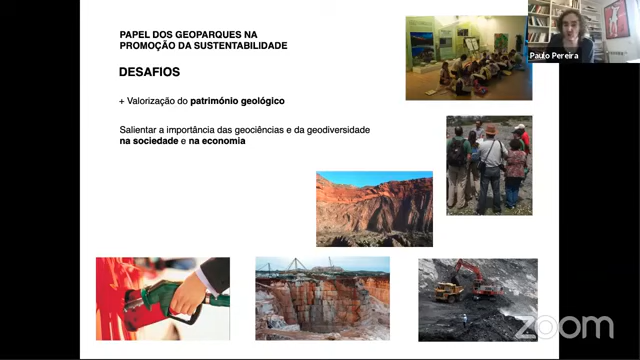 PAPEL DOS GEOPARQUES NA
PROMOÇÃO DA SUSTENTABILIDADE
DESAFIOS
+ Valorização do património geológico
Salientar a importância das geociências e da geodiversidade
na sociedade e na economia
Paulo Pereira
zoom